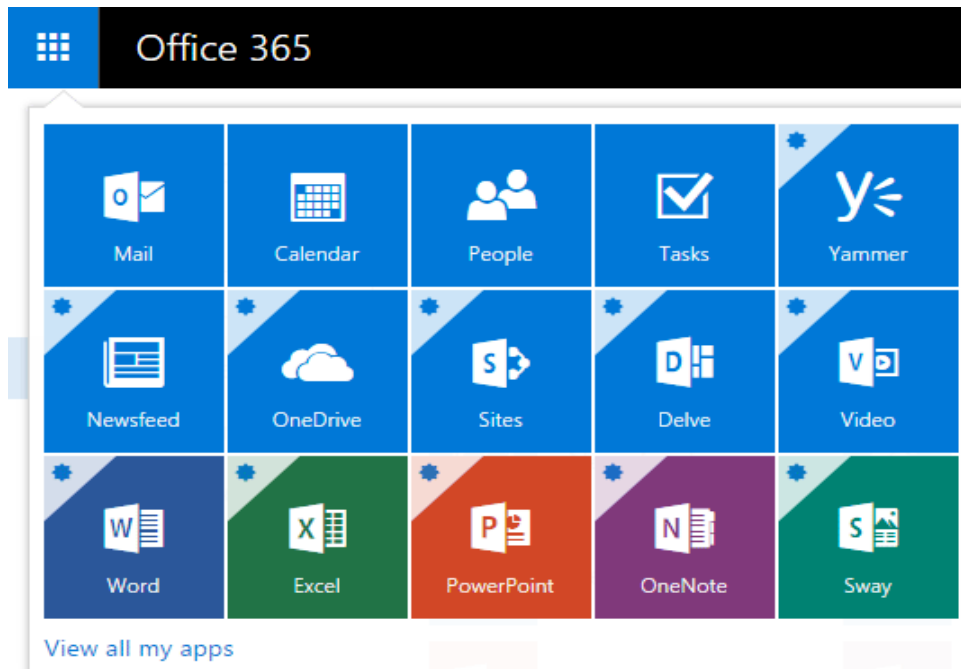 Office 365
Mail Calendar People Tasks Yammer
Newsfeed OneDrive Sites Delve Video
Word Excel PowerPoint OneNote Sway
View all my apps